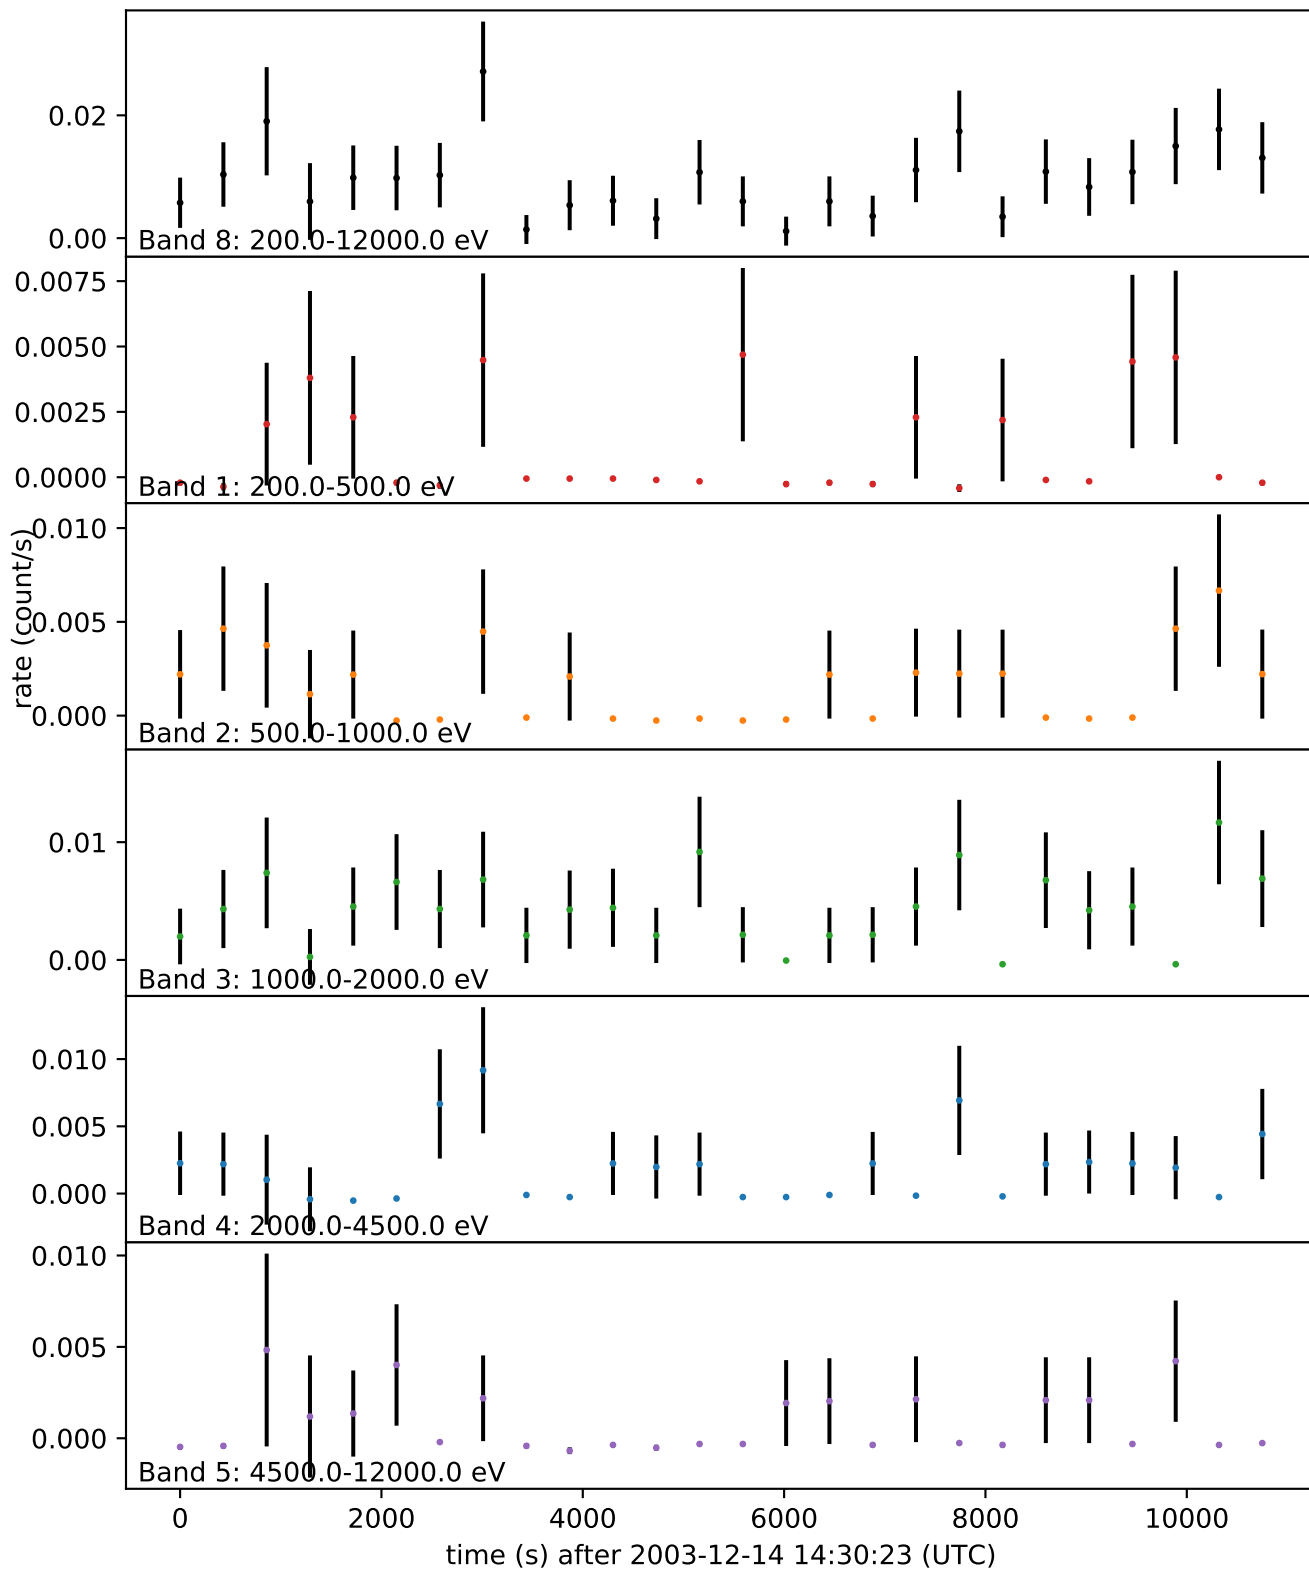 0.02
0.00
Band 8: 200.0-12000.0 eV
0.0075
0.0050
0.0025
0.0000
Band 1: 200.0-500.0 eV
rate (count/s)
0.010
0.005
0.000
Band 2: 500.0-1000.0 eV
0.01
0.00
Band 3: 1000.0-2000.0 eV
0.010
0.005
0.000
Band 4: 2000.0-4500.0 eV
0.010
0.005
0.000
Band 5: 4500.0-12000.0 eV
0 2000 4000 6000 8000 10000
time (s) after 2003-12-14 14:30:23 (UTC)